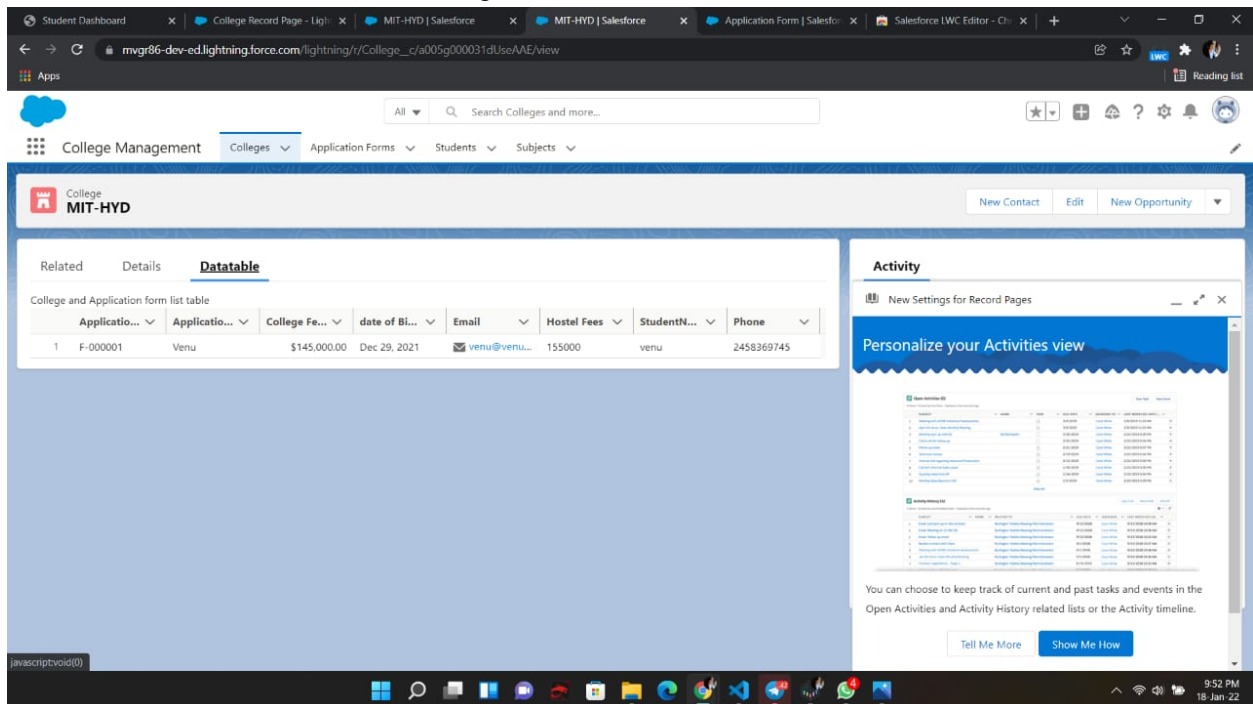 Student Dashboard
College Record Page - Light
MIT-HYD | Salesforce
MIT-HYD | Salesforce
Application Form | Salesfor
Salesforce LWC Editor - Ch
mvgr86-dev-ed.lightning.force.com/lightning/r/College__c/a005g000031dUseAAE/view
LWC
Apps
Reading list
All
Search Colleges and more...
College Management Colleges Application Forms Students Subjects
College
MIT-HYD
New Contact Edit New Opportunity
Related Details Datatable
Activity
College and Application form list table
New Settings for Record Pages
Applicatio... Applicatio... College Fe... date of Bi... Email Hostel Fees StudentN... Phone
1 F-000001 Venu $145,000.00 Dec 29, 2021 venu@venu... 155000 venu 2458369745
Personalize your Activities view
You can choose to keep track of current and past tasks and events in the
Open Activities and Activity History related lists or the Activity timeline.
Tell Me More Show Me How
javascript:void(0)
9:52 PM
18-Jan-22